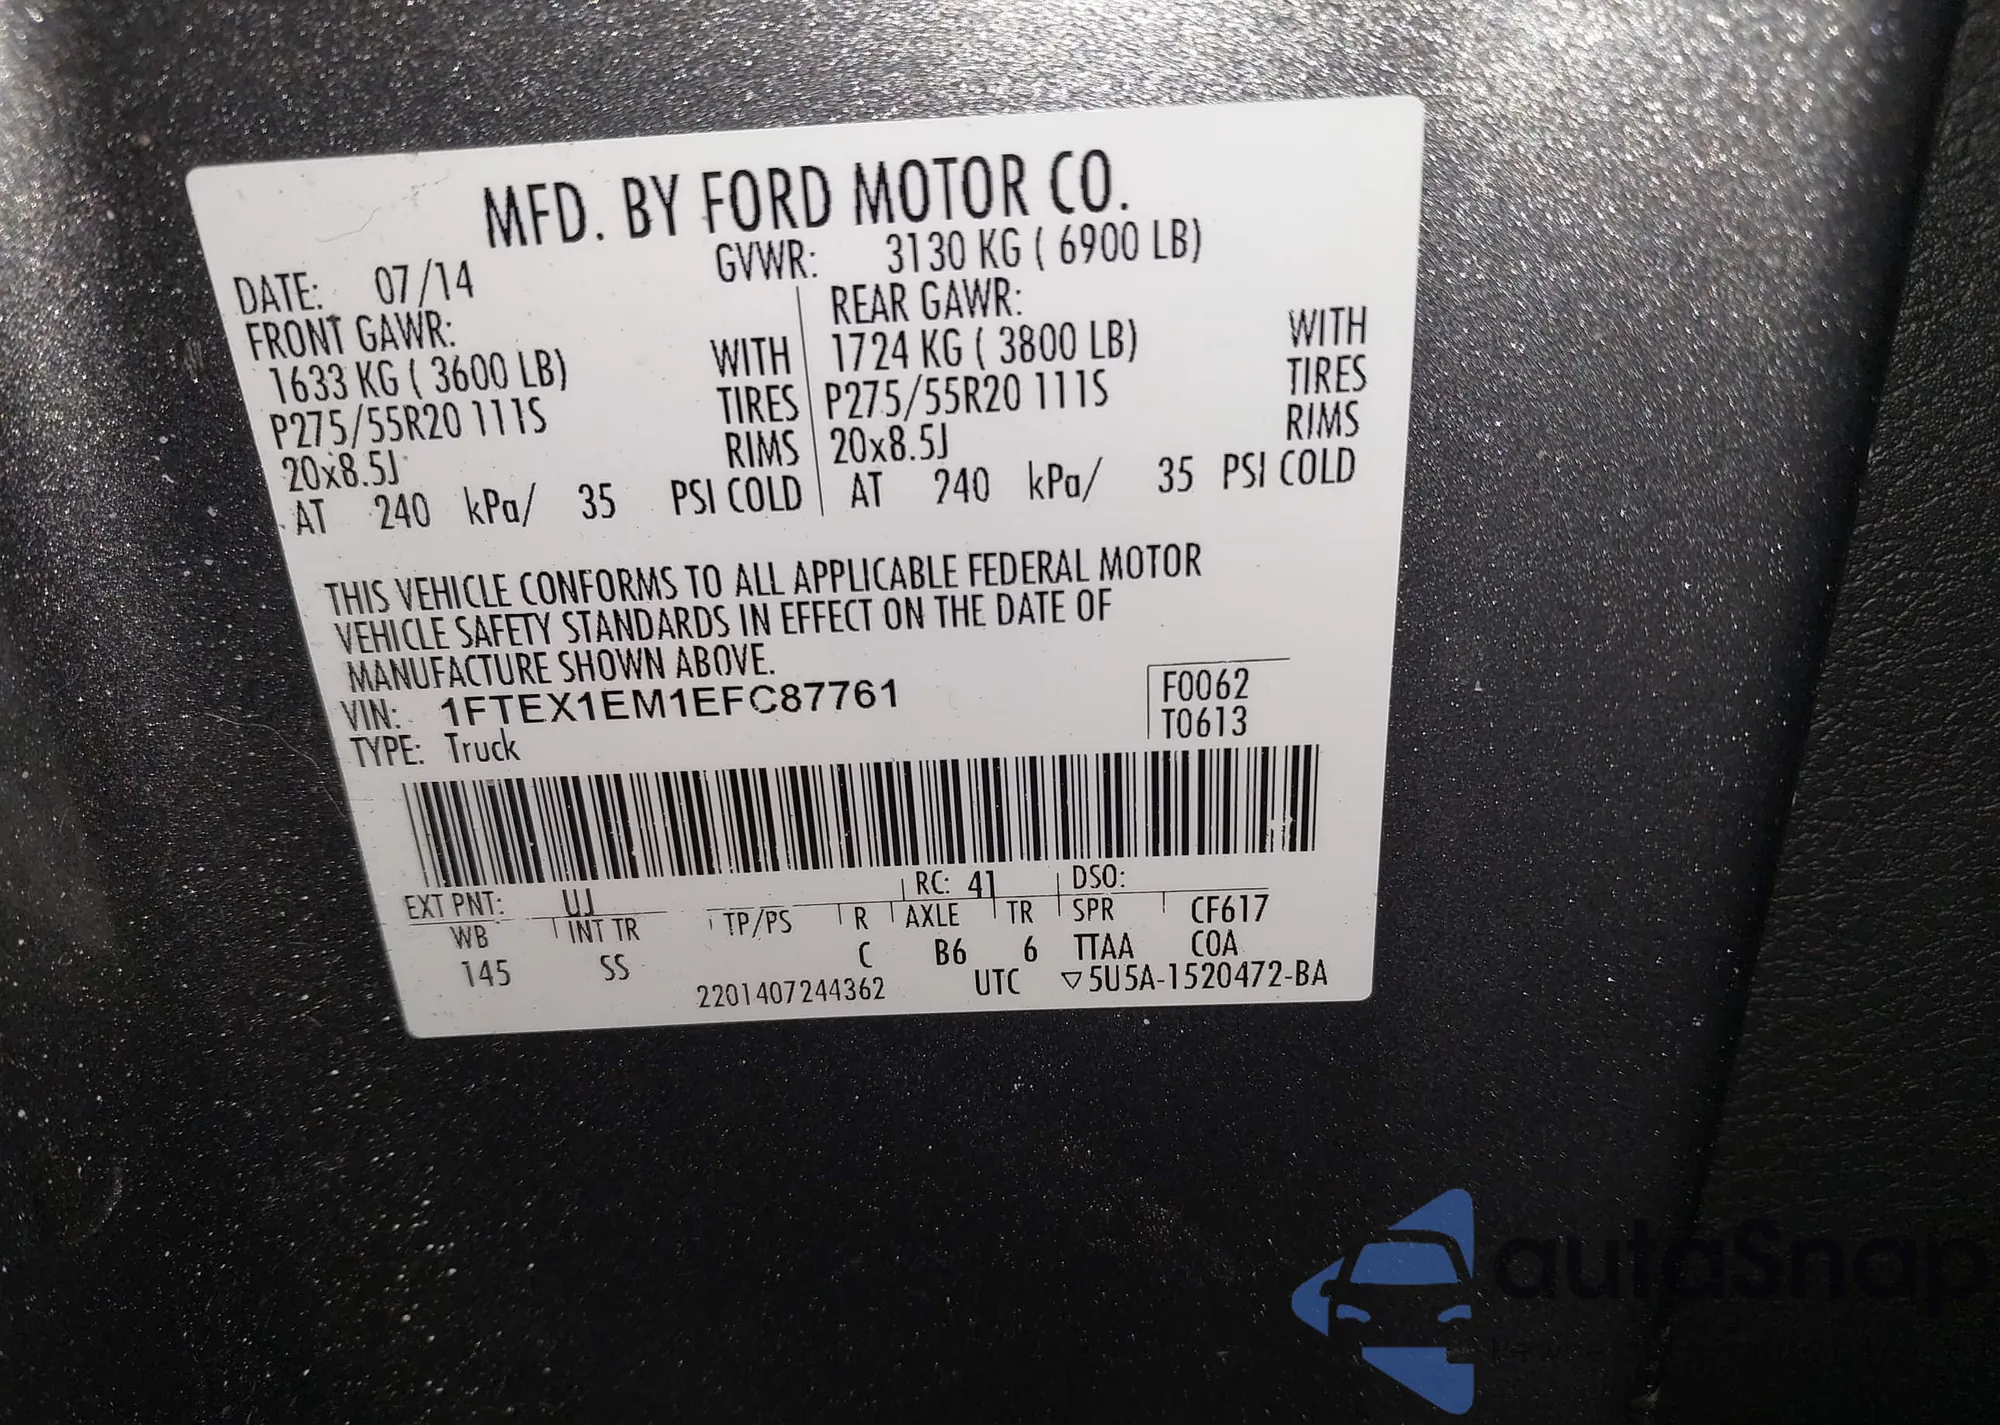 MFD. BY FORD MOTOR CO.
DATE: 07/14 GVWR: 3130 KG ( 6900 LB)
FRONT GAWR: REAR GAWR:
1633 KG ( 3600 LB) WITH 1724 KG ( 3800 LB) WITH
P275/55R20 111S TIRES P275/55R20 111S TIRES
20x8.5J RIMS 20x8.5J RIMS
AT 240 kPa/ 35 PSI COLD AT 240 kPa/ 35 PSI COLD
THIS VEHICLE CONFORMS TO ALL APPLICABLE FEDERAL MOTOR
VEHICLE SAFETY STANDARDS IN EFFECT ON THE DATE OF
MANUFACTURE SHOWN ABOVE.
VIN: 1FTEX1EM1EFC87761 F0062
TYPE: Truck T0613
EXT PNT: UJ RC: 41 DSO:
WB INT TR TP/PS R AXLE TR SPR CF617
145 SS C B6 6 TTAA COA
2201407244362 UTC ▽5U5A-1520472-BA
autaSnap